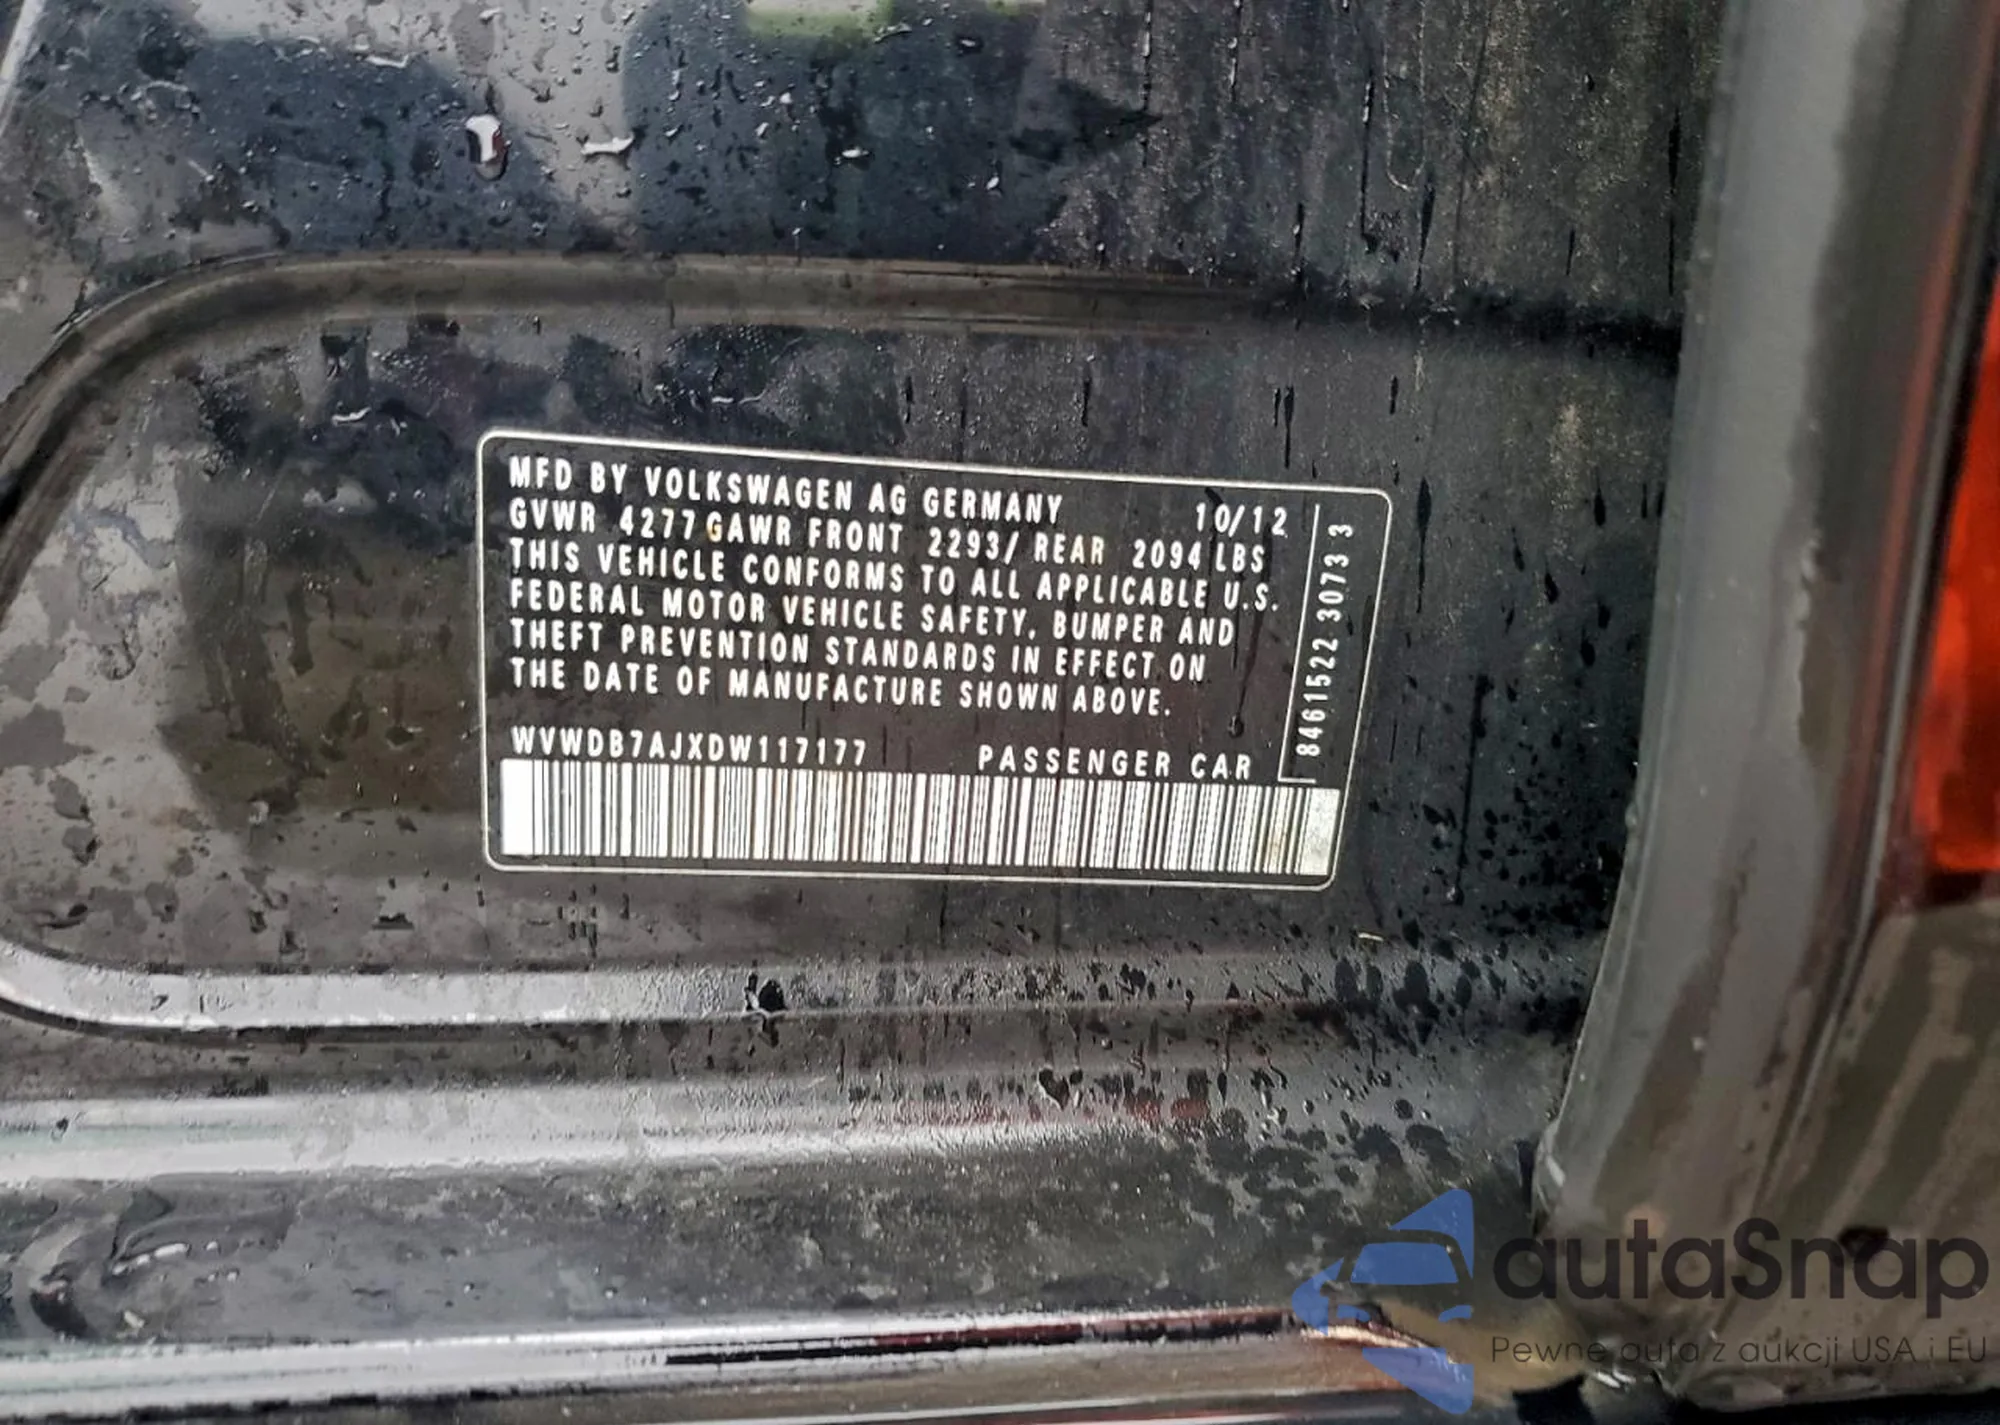 MFD BY VOLKSWAGEN AG GERMANY 10/12
GVWR 4277 GAWR FRONT 2293/ REAR 2094 LBS
THIS VEHICLE CONFORMS TO ALL APPLICABLE U.S.
FEDERAL MOTOR VEHICLE SAFETY, BUMPER AND
THEFT PREVENTION STANDARDS IN EFFECT ON
THE DATE OF MANUFACTURE SHOWN ABOVE.
WVWDB7AJXDW117177 PASSENGER CAR
8461522 3073 3
autaSnap
Pewne auta z aukcji USA i EU